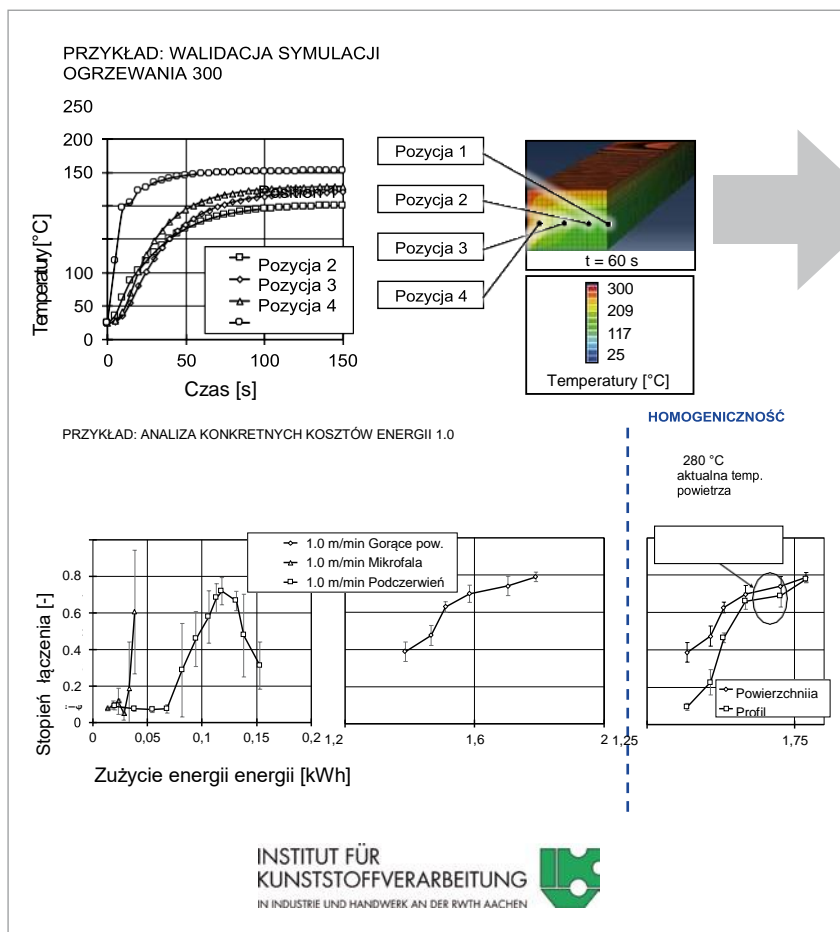 PRZYKŁAD: WALIDACJA SYMULACJI
OGRZEWANIA 300
250
200
150
100
50
0
Temperatury[°C]
0
50
100
150
Czas [s]
Pozycja 2
Pozycja 3
Pozycja 4
Pozycja 1
Pozycja 2
Pozycja 3
Pozycja 4
t = 60 s
300
209
117
25
Temperatury [°C]
HOMOGENICZNOŚĆ
PRZYKŁAD: ANALIZA KONKRETNYCH KOSZTÓW ENERGII 1.0
280 °C
aktualna temp.
powietrza
1.0 m/min Gorące pow.
1.0 m/min Mikrofala
1.0 m/min Podczerwień
Stopień łączenia [-]
0.8
0.6
0.4
0.2
0
0
0,05
0,1
0,15
0,2
1,2
1,6
2
1,25
1,75
Powierzchniia
Profil
Zużycie energii energii [kWh]
INSTITUT FÜR
KUNSTSTOFFVERARBEITUNG
IN INDUSTRIE UND HANDWERK AN DER RWTH AACHEN